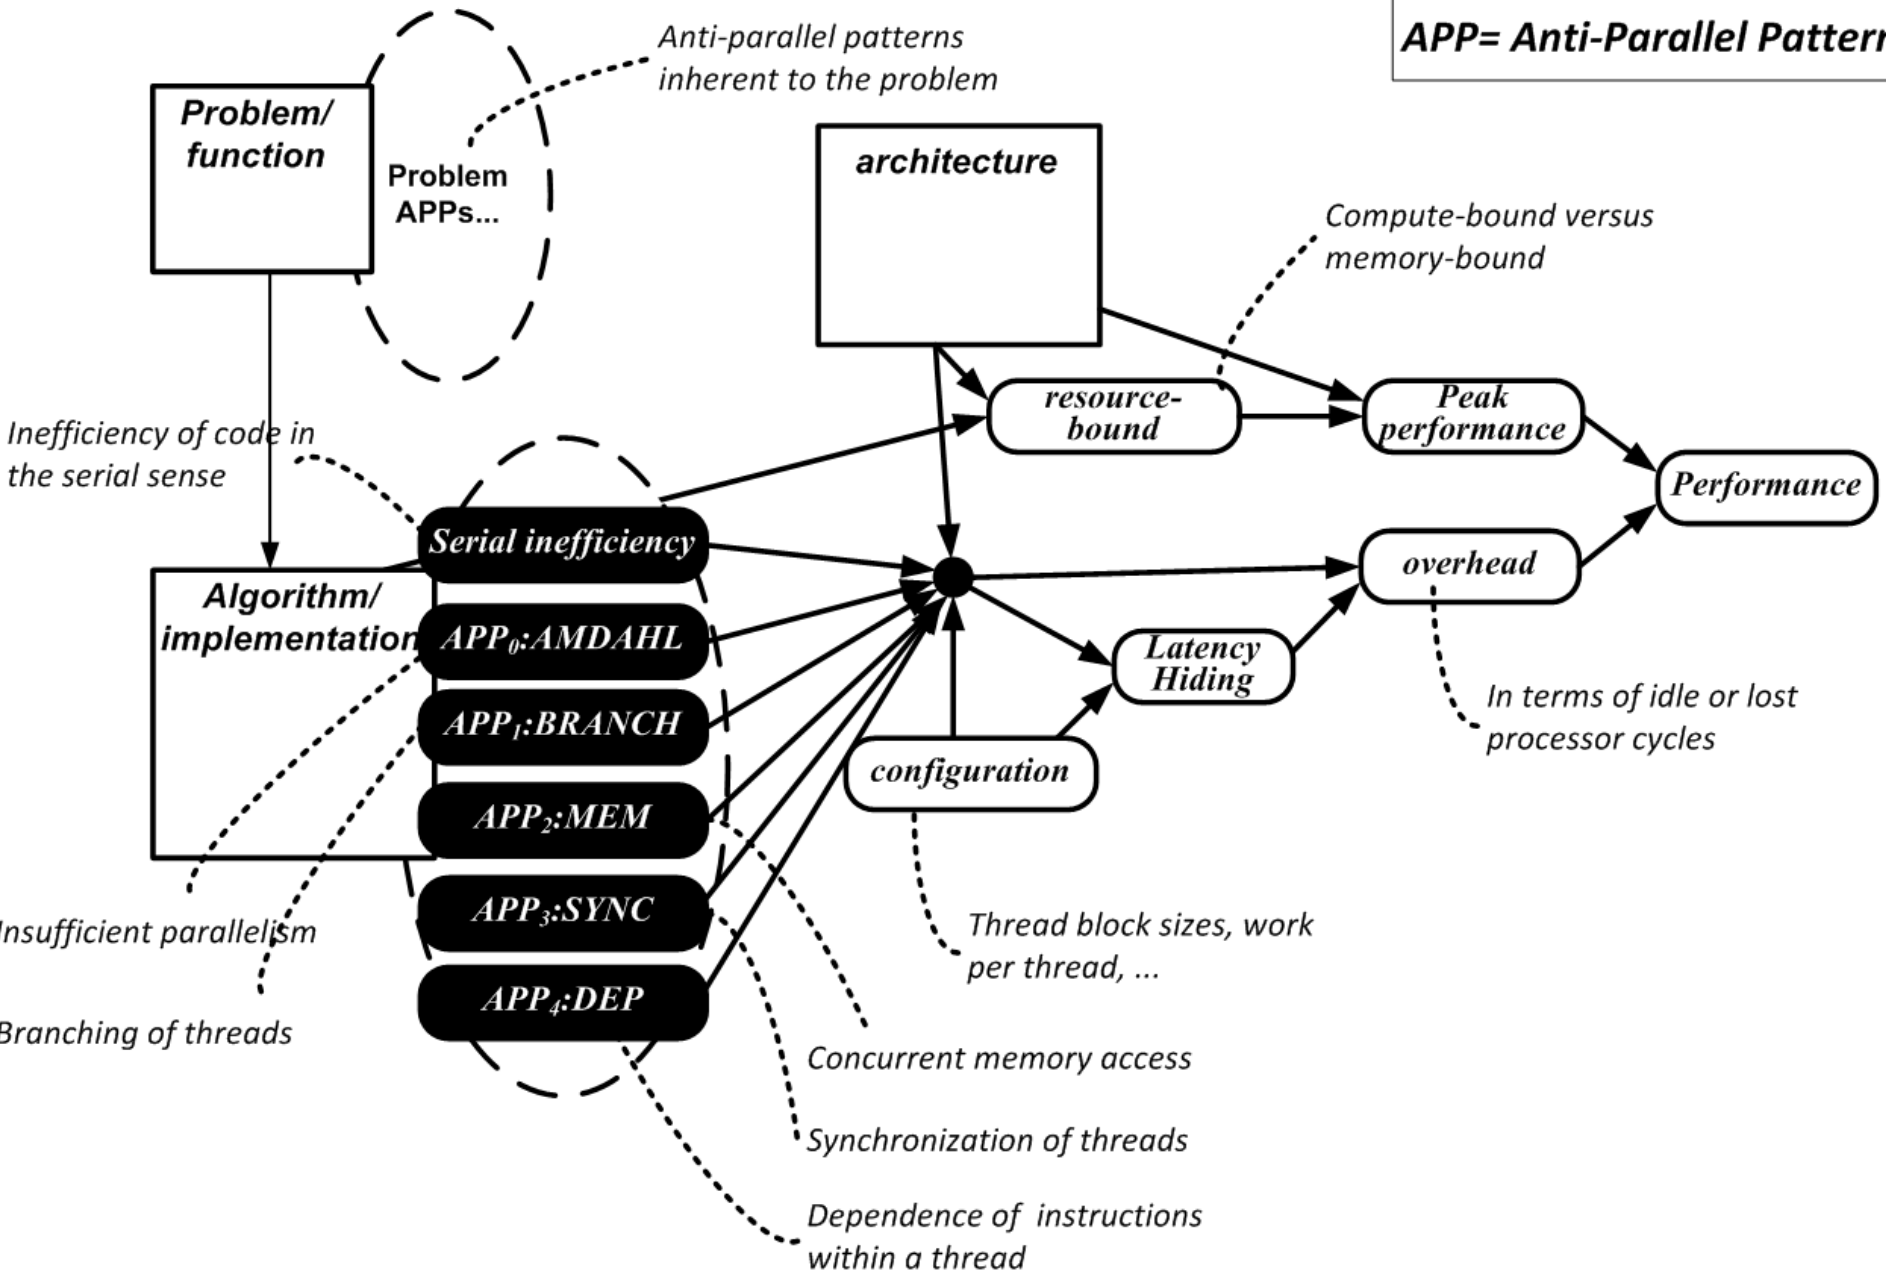 APP= Anti-Parallel Pattern
Anti-parallel patterns
inherent to the problem
Problem/
function
Problem
APPs...
architecture
Compute-bound versus
memory-bound
resource-
bound
Peak
performance
Performance
Inefficiency of code in
the serial sense
Serial inefficiency
overhead
Algorithm/
implementation
APP0:AMDAHL
Latency
Hiding
APP1:BRANCH
In terms of idle or lost
processor cycles
configuration
APP2:MEM
APP3:SYNC
Insufficient parallelism
Thread block sizes, work
per thread, ...
APP4:DEP
Branching of threads
Concurrent memory access
Synchronization of threads
Dependence of instructions
within a thread